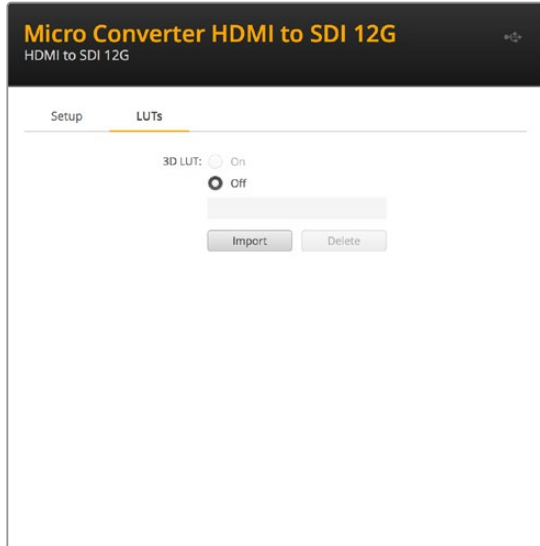 Micro Converter HDMI to SDI 12G
HDMI to SDI 12G
Setup LUTs
3D LUT: On
Off
Import Delete